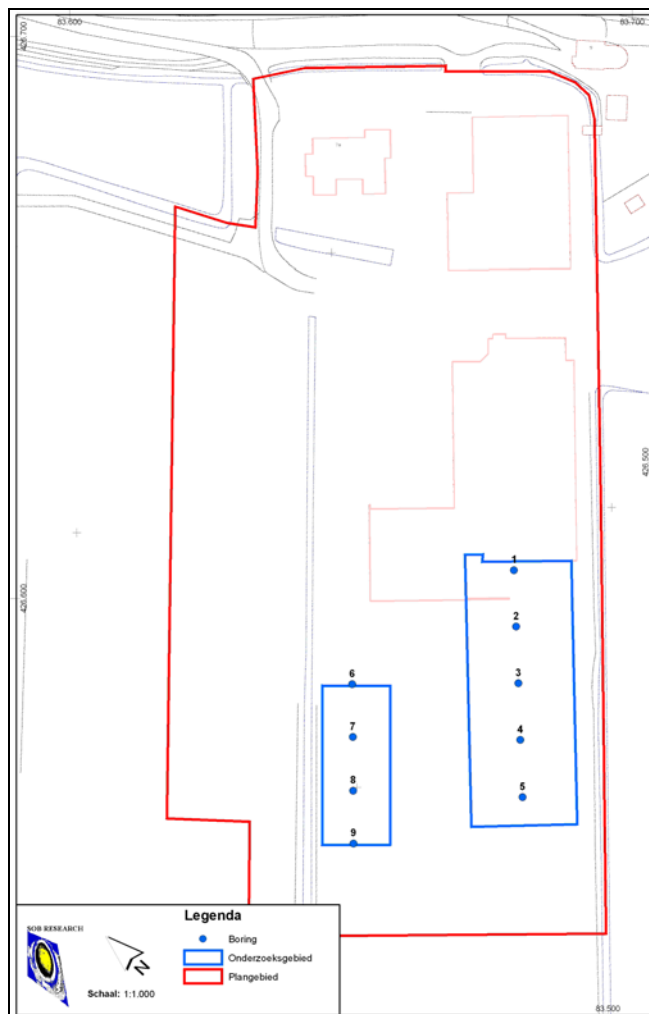 83.600
83.700
426.700
426.500
1
2
3
426.600
6
7
4
8
5
9
Legenda
SOB RESEARCH
Boring
N
Onderzoeksgebied
Plangebied
Schaal: 1:1.000
83.500